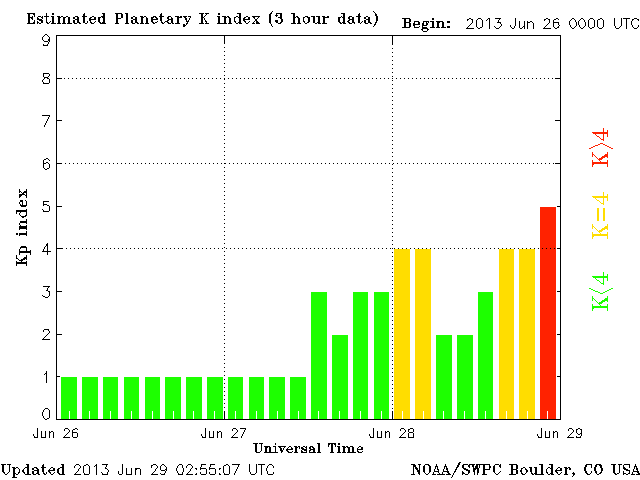 Estimated Planetary K index (3 hour data) Begin: 2013 Jun 26 0000 UTC
9
8
7
6
5
4
3
2
1
0
Kp index
K>4
K=4
K<4
Jun 26 Jun 27 Jun 28 Jun 29
Universal Time
Updated 2013 Jun 29 02:55:07 UTC NOAA/SWPC Boulder, CO USA